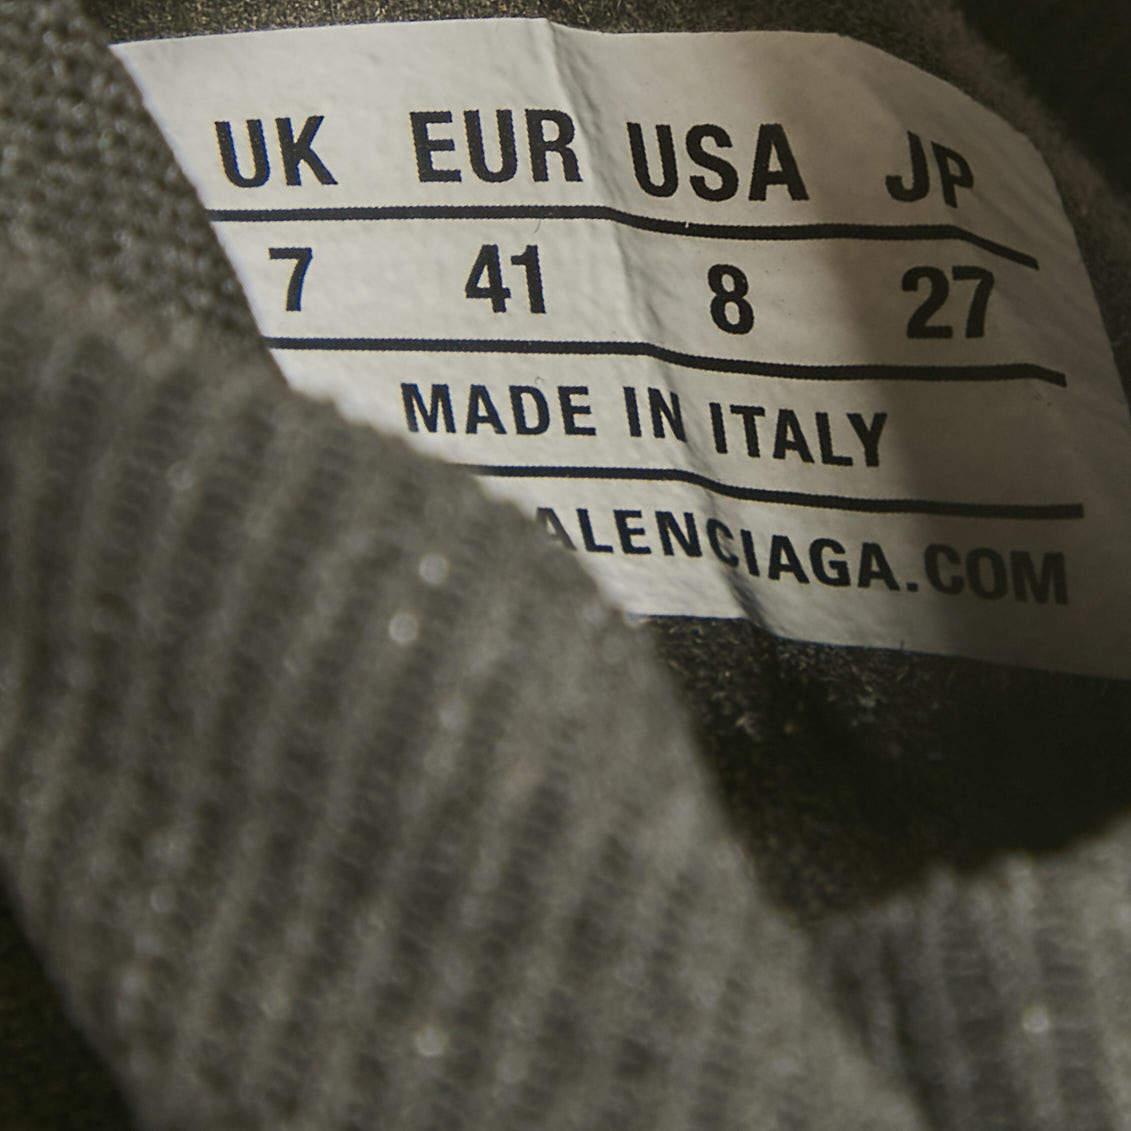 UK EUR USA JP
7 41 8 27
MADE IN ITALY
ALENCIAGA.COM